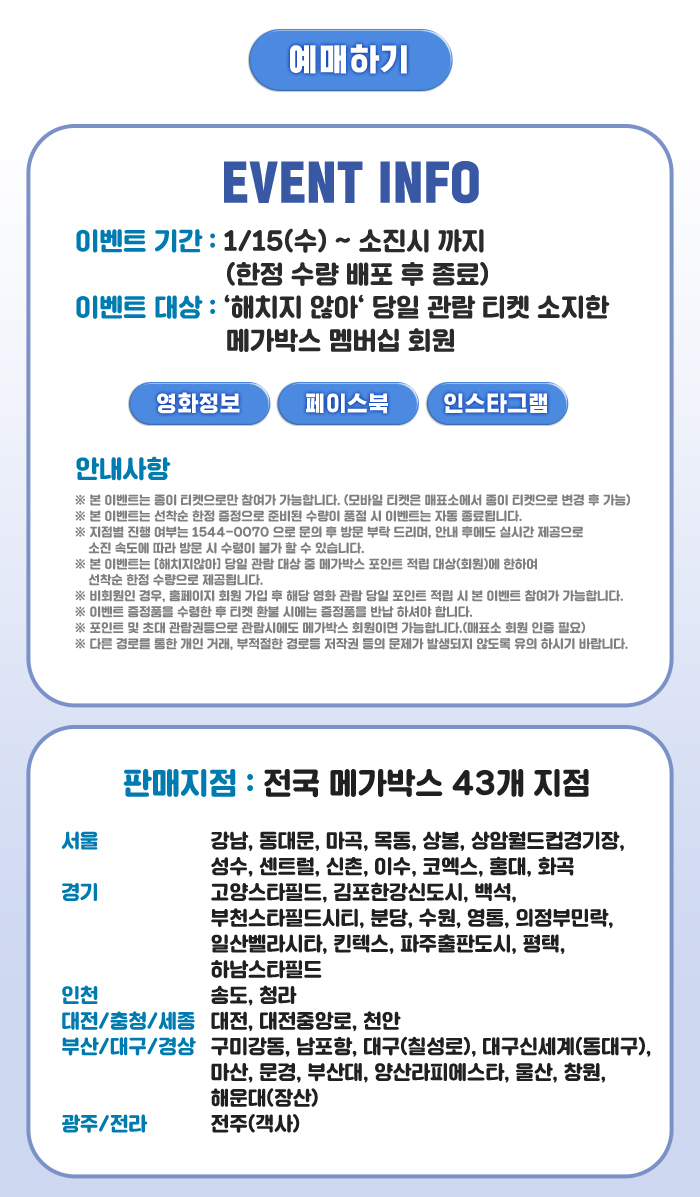 예매하기
EVENT INFO
이벤트 기간 : 1/15(수) ~ 소진시 까지
(한정 수량 배포 후 종료)
이벤트 대상 : ‘해치지 않아‘ 당일 관람 티켓 소지한
메가박스 멤버십 회원
영화정보 페이스북 인스타그램
안내사항
※ 본 이벤트는 종이 티켓으로만 참여가 가능합니다. (모바일 티켓은 매표소에서 종이 티켓으로 변경 후 가능)
※ 본 이벤트는 선착순 한정 증정으로 준비된 수량이 품절 시 이벤트는 자동 종료됩니다.
※ 지점별 진행 여부는 1544-0070 으로 문의 후 방문 부탁 드리며, 안내 후에도 실시간 제공으로
소진 속도에 따라 방문 시 수령이 불가 할 수 있습니다.
※ 본 이벤트는 [해치지않아] 당일 관람 대상 중 메가박스 포인트 적립 대상(회원)에 한하여
선착순 한정 수량으로 제공됩니다.
※ 비회원인 경우, 홈페이지 회원 가입 후 해당 영화 관람 당일 포인트 적립 시 본 이벤트 참여가 가능합니다.
※ 이벤트 증정품을 수령한 후 티켓 환불 시에는 증정품을 반납 하셔야 합니다.
※ 포인트 및 초대 관람권등으로 관람시에도 메가박스 회원이면 가능합니다.(매표소 회원 인증 필요)
※ 다른 경로를 통한 개인 거래, 부적절한 경로등 저작권 등의 문제가 발생되지 않도록 유의 하시기 바랍니다.
판매지점 : 전국 메가박스 43개 지점
서울 강남, 동대문, 마곡, 목동, 상봉, 상암월드컵경기장,
성수, 센트럴, 신촌, 이수, 코엑스, 홍대, 화곡
경기 고양스타필드, 김포한강신도시, 백석,
부천스타필드시티, 분당, 수원, 영통, 의정부민락,
일산벨라시타, 킨텍스, 파주출판도시, 평택,
하남스타필드
인천 송도, 청라
대전/충청/세종 대전, 대전중앙로, 천안
부산/대구/경상 구미강동, 남포항, 대구(칠성로), 대구신세계(동대구),
마산, 문경, 부산대, 양산라피에스타, 울산, 창원,
해운대(장산)
광주/전라 전주(객사)